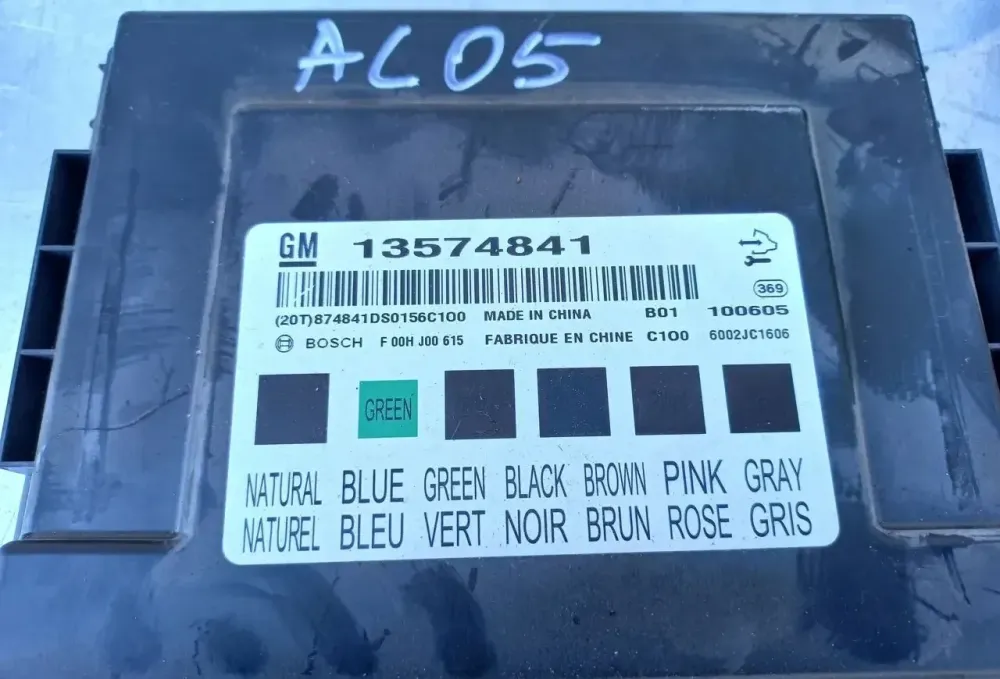 AC05
GM 13574841
369
(20T)874841DS0156C100 MADE IN CHINA B01 100605
BOSCH F 00H J00 615 FABRIQUE EN CHINE C100 6002JC1606
GREEN
NATURAL BLUE GREEN BLACK BROWN PINK GRAY
NATUREL BLEU VERT NOIR BRUN ROSE GRIS